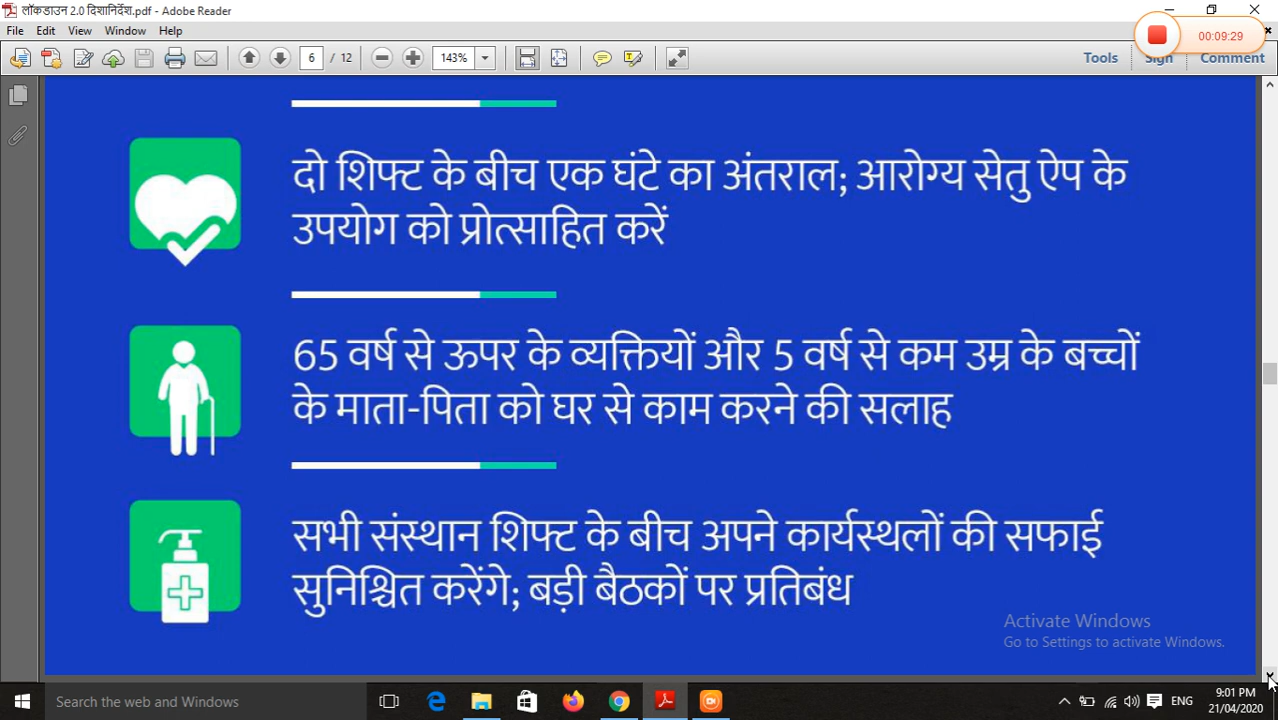 लॉकडाउन 2.0 दिशानिर्देश.pdf - Adobe Reader
File Edit View Window Help
00:09:29
6 / 12 143% Tools Sign Comment
दो शिफ्ट के बीच एक घंटे का अंतराल; आरोग्य सेतु ऐप के
उपयोग को प्रोत्साहित करें
65 वर्ष से ऊपर के व्यक्तियों और 5 वर्ष से कम उम्र के बच्चों
के माता-पिता को घर से काम करने की सलाह
सभी संस्थान शिफ्ट के बीच अपने कार्यस्थलों की सफाई
सुनिश्चित करेंगे; बड़ी बैठकों पर प्रतिबंध
Activate Windows
Go to Settings to activate Windows.
Search the web and Windows
ENG
9:01 PM
21/04/2020